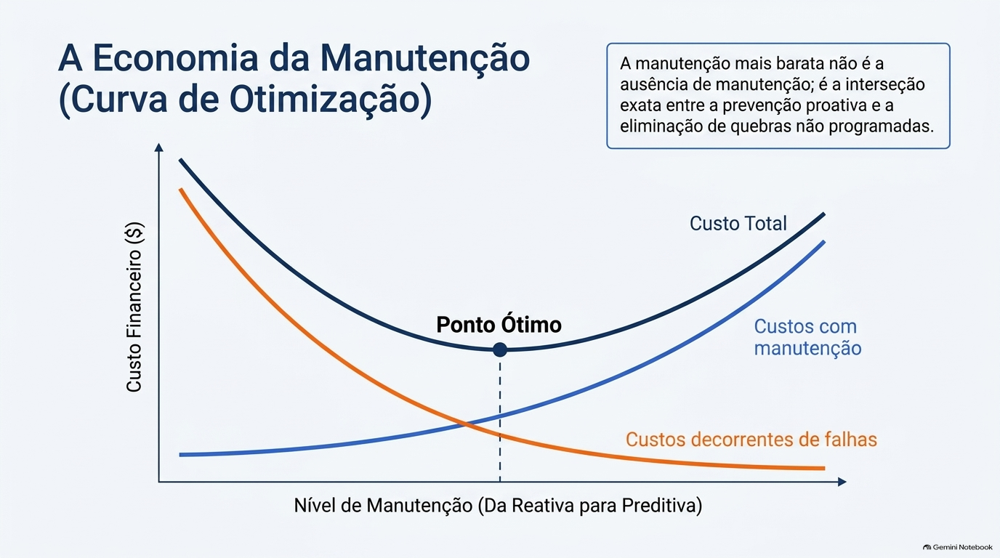 A Economia da Manutenção
(Curva de Otimização)
A manutenção mais barata não é a
ausência de manutenção; é a interseção
exata entre a prevenção proativa e a
eliminação de quebras não programadas.
Custo Financeiro ($)
Custo Total
Ponto Ótimo
Custos com
manutenção
Custos decorrentes de falhas
Nível de Manutenção (Da Reativa para Preditiva)
Gemini Notebook